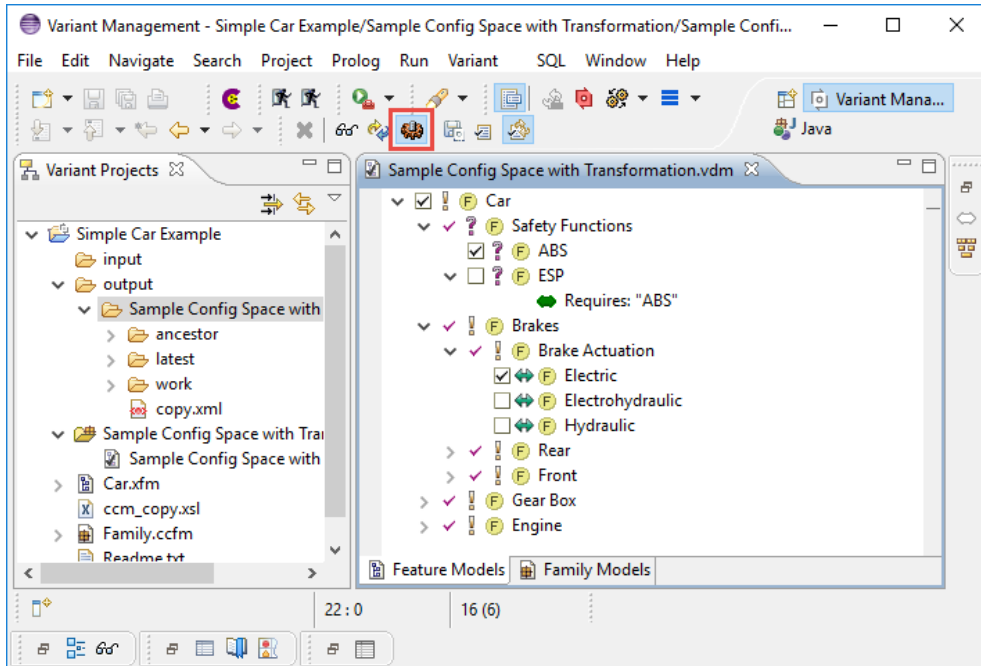 Variant Management - Simple Car Example/Sample Config Space with Transformation/Sample Confi...
File Edit Navigate Search Project Prolog Run Variant SQL Window Help
Variant Mana...
Java
Variant Projects
Simple Car Example
input
output
Sample Config Space with
ancestor
latest
work
copy.xml
Sample Config Space with Trai
Sample Config Space with
Car.xfm
ccm_copy.xsl
Family.ccfm
Readme.txt
Sample Config Space with Transformation.vdm
Car
Safety Functions
ABS
ESP
Requires: "ABS"
Brakes
Brake Actuation
Electric
Electrohydraulic
Hydraulic
Rear
Front
Gear Box
Engine
Feature Models Family Models
22 : 0 16 (6)